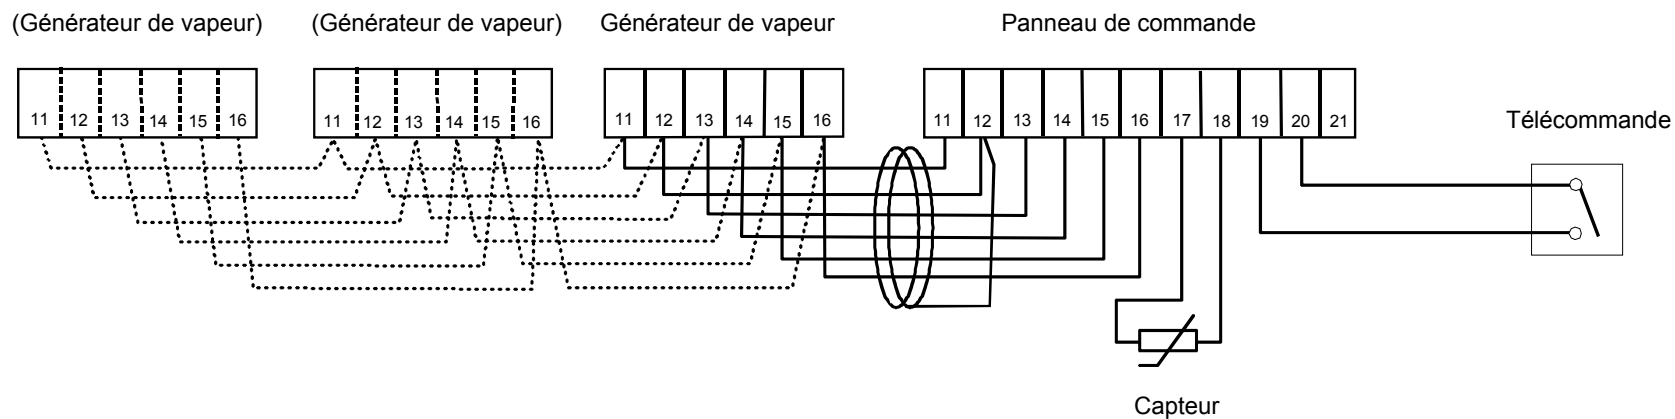 (Générateur de vapeur) (Générateur de vapeur) Générateur de vapeur Panneau de commande
11 12 13 14 15 16 11 12 13 14 15 16 11 12 13 14 15 16 11 12 13 14 15 16 17 18 19 20 21
Télécommande
Capteur